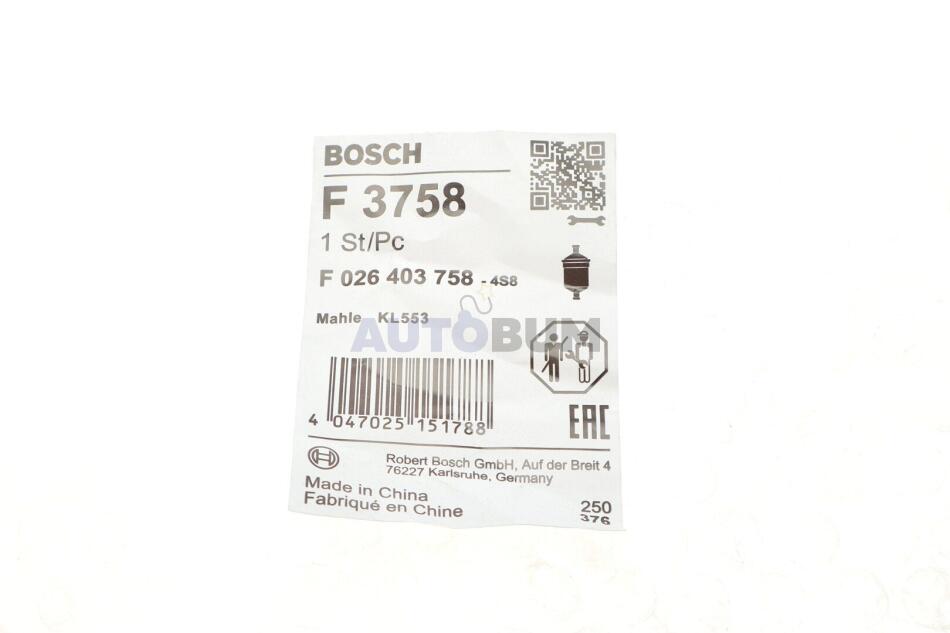 BOSCH
F 3758
1 St/Pc
F 026 403 758 - 4S8
Mahle KL553
AUTOBUM
4 047025 151788
EAC
Robert Bosch GmbH, Auf der Breit 4
76227 Karlsruhe, Germany
Made in China
Fabriqué en Chine
250
376